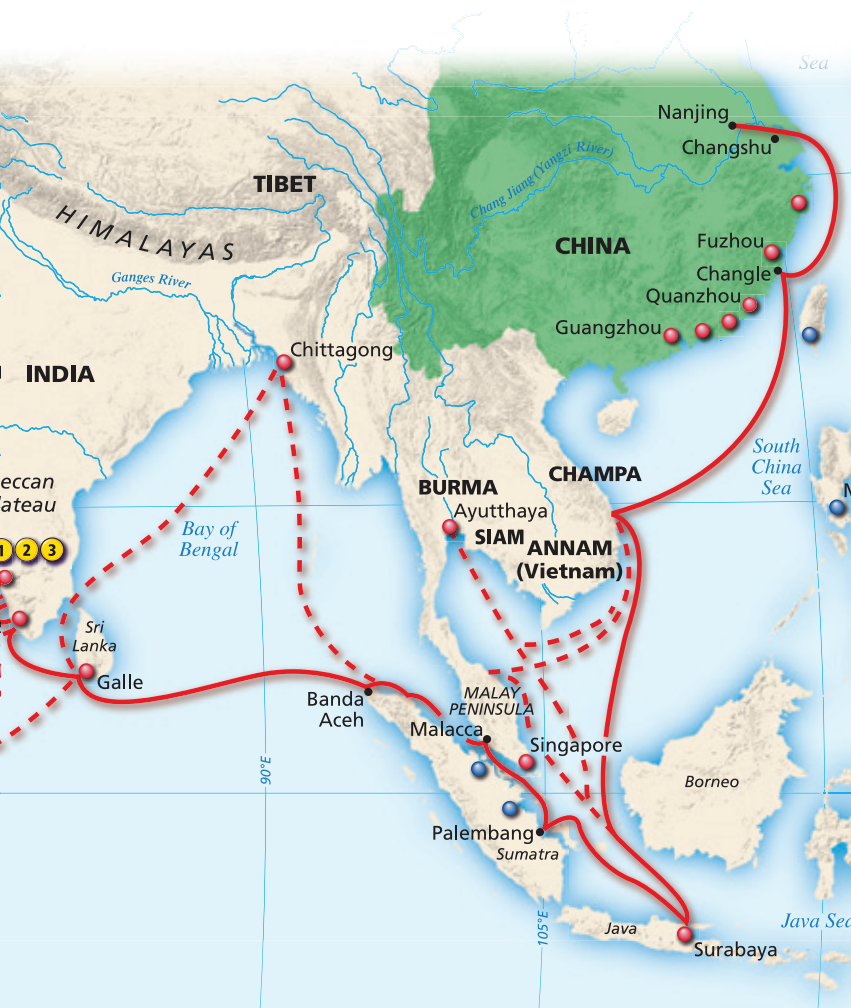 Sea
Nanjing
Changshu
Chang Jiang (Yangzi River)
TIBET
HIMALAYAS
CHINA
Fuzhou
Changle
Quanzhou
Ganges River
Guangzhou
Chittagong
INDIA
South
China
Sea
CHAMPA
eccan
lateau
BURMA
Ayutthaya
Bay of
Bengal
SIAM
ANNAM
(Vietnam)
1 2 3
Sri
Lanka
Galle
MALAY
PENINSULA
Banda
Aceh
Malacca
Singapore
90°E
Borneo
Palembang
Sumatra
105°E
Java
Java Sea
Surabaya